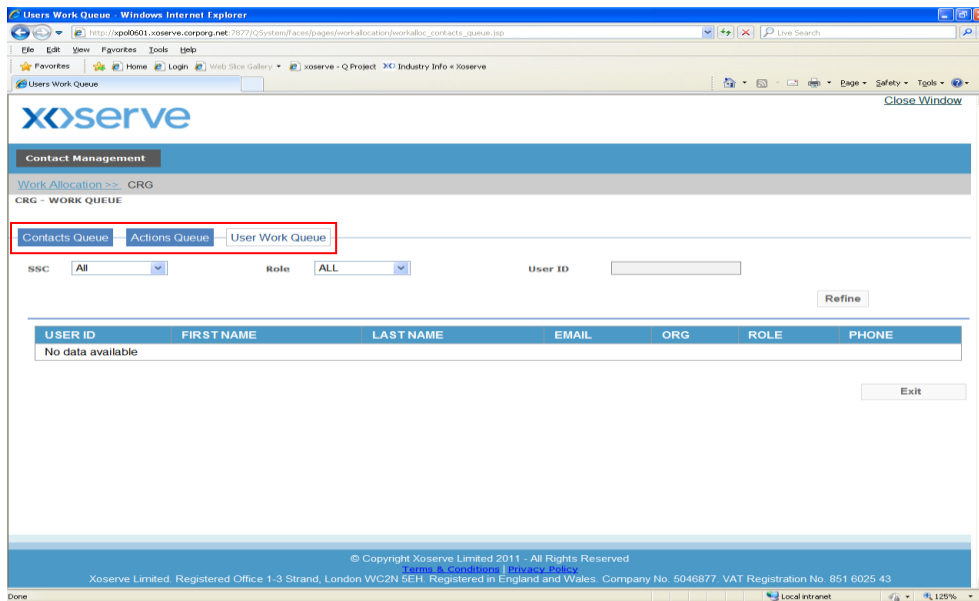 Users Work Queue - Windows Internet Explorer
http://xpol0601.xoserve.corporg.net:7877/QSystem/faces/pages/workallocation/workalloc_contacts_queue.jsp
Live Search
File Edit View Favorites Tools Help
Favorites Home Login Web Slice Gallery xoserve - Q Project XO Industry Info « Xoserve
Users Work Queue Page Safety Tools
Close Window
xoserve
Contact Management
Work Allocation >> CRG
CRG - WORK QUEUE
Contacts Queue Actions Queue User Work Queue
SSC All Role ALL User ID
Refine
USER ID FIRST NAME LAST NAME EMAIL ORG ROLE PHONE
No data available
Exit
© Copyright Xoserve Limited 2011 - All Rights Reserved
Terms & Conditions | Privacy Policy
Xoserve Limited. Registered Office 1-3 Strand, London WC2N 5EH. Registered in England and Wales. Company No. 5046877. VAT Registration No. 851 6025 43
Done Local intranet 125%